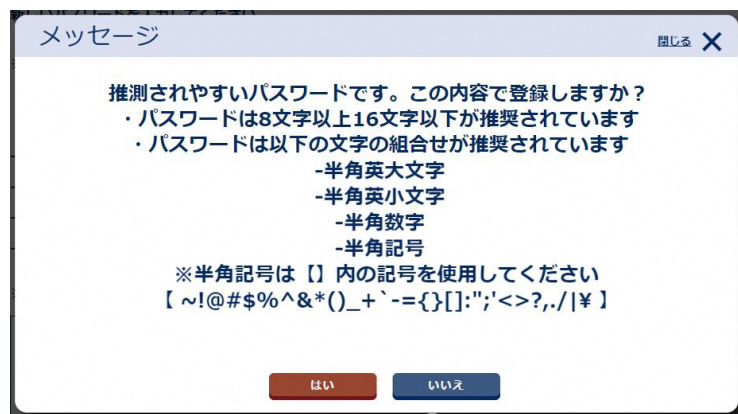 メッセージ
閉じる
推測されやすいパスワードです。この内容で登録しますか？
・パスワードは8文字以上16文字以下が推奨されています
・パスワードは以下の文字の組合せが推奨されています
-半角英大文字
-半角英小文字
-半角数字
-半角記号
※半角記号は【】内の記号を使用してください
【 ~!@#$%^&*()_+`-={}[]:";'<>?,./|¥ 】
はい
いいえ